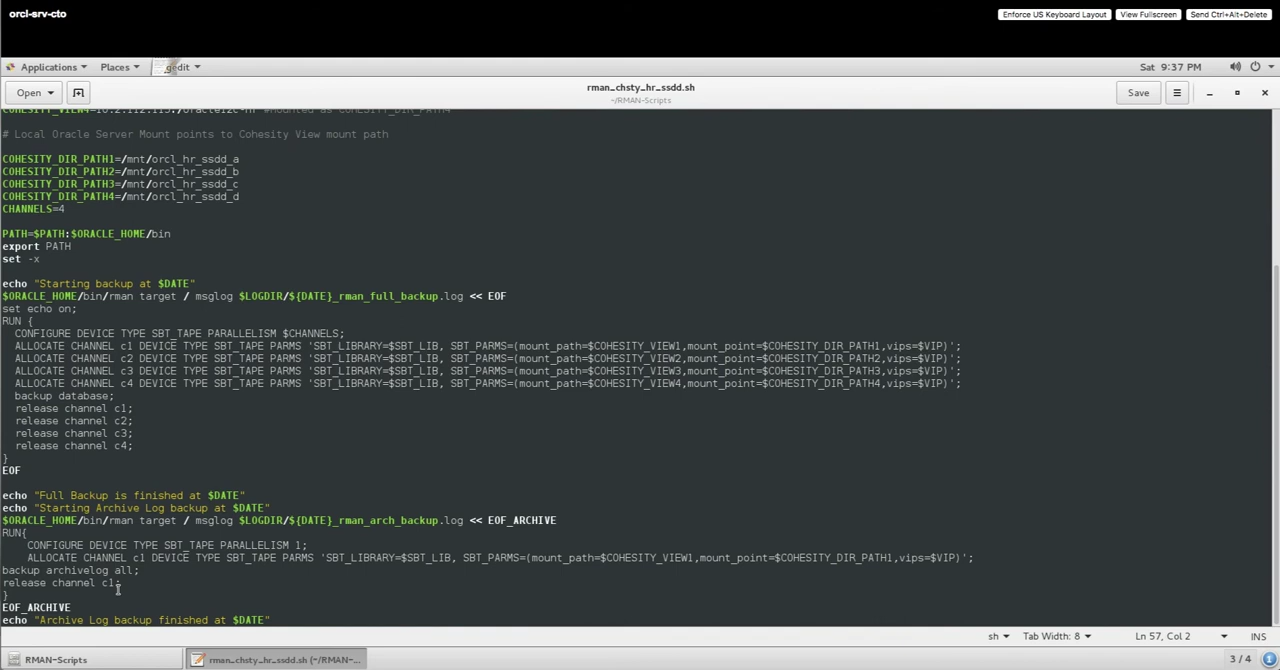 orcl-srv-cto
Enforce US Keyboard Layout View Fullscreen Send Ctrl+Alt+Delete
Applications Places gedit Sat 9:37 PM
Open rman_chsty_hr_ssdd.sh Save
~/RMAN-Scripts
# Local Oracle Server Mount points to Cohesity View mount path
COHESITY_DIR_PATH1=/mnt/orcl_hr_ssdd_a
COHESITY_DIR_PATH2=/mnt/orcl_hr_ssdd_b
COHESITY_DIR_PATH3=/mnt/orcl_hr_ssdd_c
COHESITY_DIR_PATH4=/mnt/orcl_hr_ssdd_d
CHANNELS=4
PATH=$PATH:$ORACLE_HOME/bin
export PATH
set -x
echo "Starting backup at $DATE"
$ORACLE_HOME/bin/rman target / msglog $LOGDIR/${DATE}_rman_full_backup.log << EOF
set echo on;
RUN {
CONFIGURE DEVICE TYPE SBT_TAPE PARALLELISM $CHANNELS;
ALLOCATE CHANNEL c1 DEVICE TYPE SBT_TAPE PARMS 'SBT_LIBRARY=$SBT_LIB, SBT_PARMS=(mount_path=$COHESITY_VIEW1,mount_point=$COHESITY_DIR_PATH1,vips=$VIP)';
ALLOCATE CHANNEL c2 DEVICE TYPE SBT_TAPE PARMS 'SBT_LIBRARY=$SBT_LIB, SBT_PARMS=(mount_path=$COHESITY_VIEW2,mount_point=$COHESITY_DIR_PATH2,vips=$VIP)';
ALLOCATE CHANNEL c3 DEVICE TYPE SBT_TAPE PARMS 'SBT_LIBRARY=$SBT_LIB, SBT_PARMS=(mount_path=$COHESITY_VIEW3,mount_point=$COHESITY_DIR_PATH3,vips=$VIP)';
ALLOCATE CHANNEL c4 DEVICE TYPE SBT_TAPE PARMS 'SBT_LIBRARY=$SBT_LIB, SBT_PARMS=(mount_path=$COHESITY_VIEW4,mount_point=$COHESITY_DIR_PATH4,vips=$VIP)';
backup database;
release channel c1;
release channel c2;
release channel c3;
release channel c4;
}
EOF
echo "Full Backup is finished at $DATE"
echo "Starting Archive Log backup at $DATE"
$ORACLE_HOME/bin/rman target / msglog $LOGDIR/${DATE}_rman_arch_backup.log << EOF_ARCHIVE
RUN{
CONFIGURE DEVICE TYPE SBT_TAPE PARALLELISM 1;
ALLOCATE CHANNEL c1 DEVICE TYPE SBT_TAPE PARMS 'SBT_LIBRARY=$SBT_LIB, SBT_PARMS=(mount_path=$COHESITY_VIEW1,mount_point=$COHESITY_DIR_PATH1,vips=$VIP)';
backup archivelog all;
release channel c1;
}
EOF_ARCHIVE
echo "Archive Log backup finished at $DATE"
sh Tab Width: 8 Ln 57, Col 2 INS
RMAN-Scripts rman_chsty_hr_ssdd.sh (~/RMAN-... 3 / 4 1